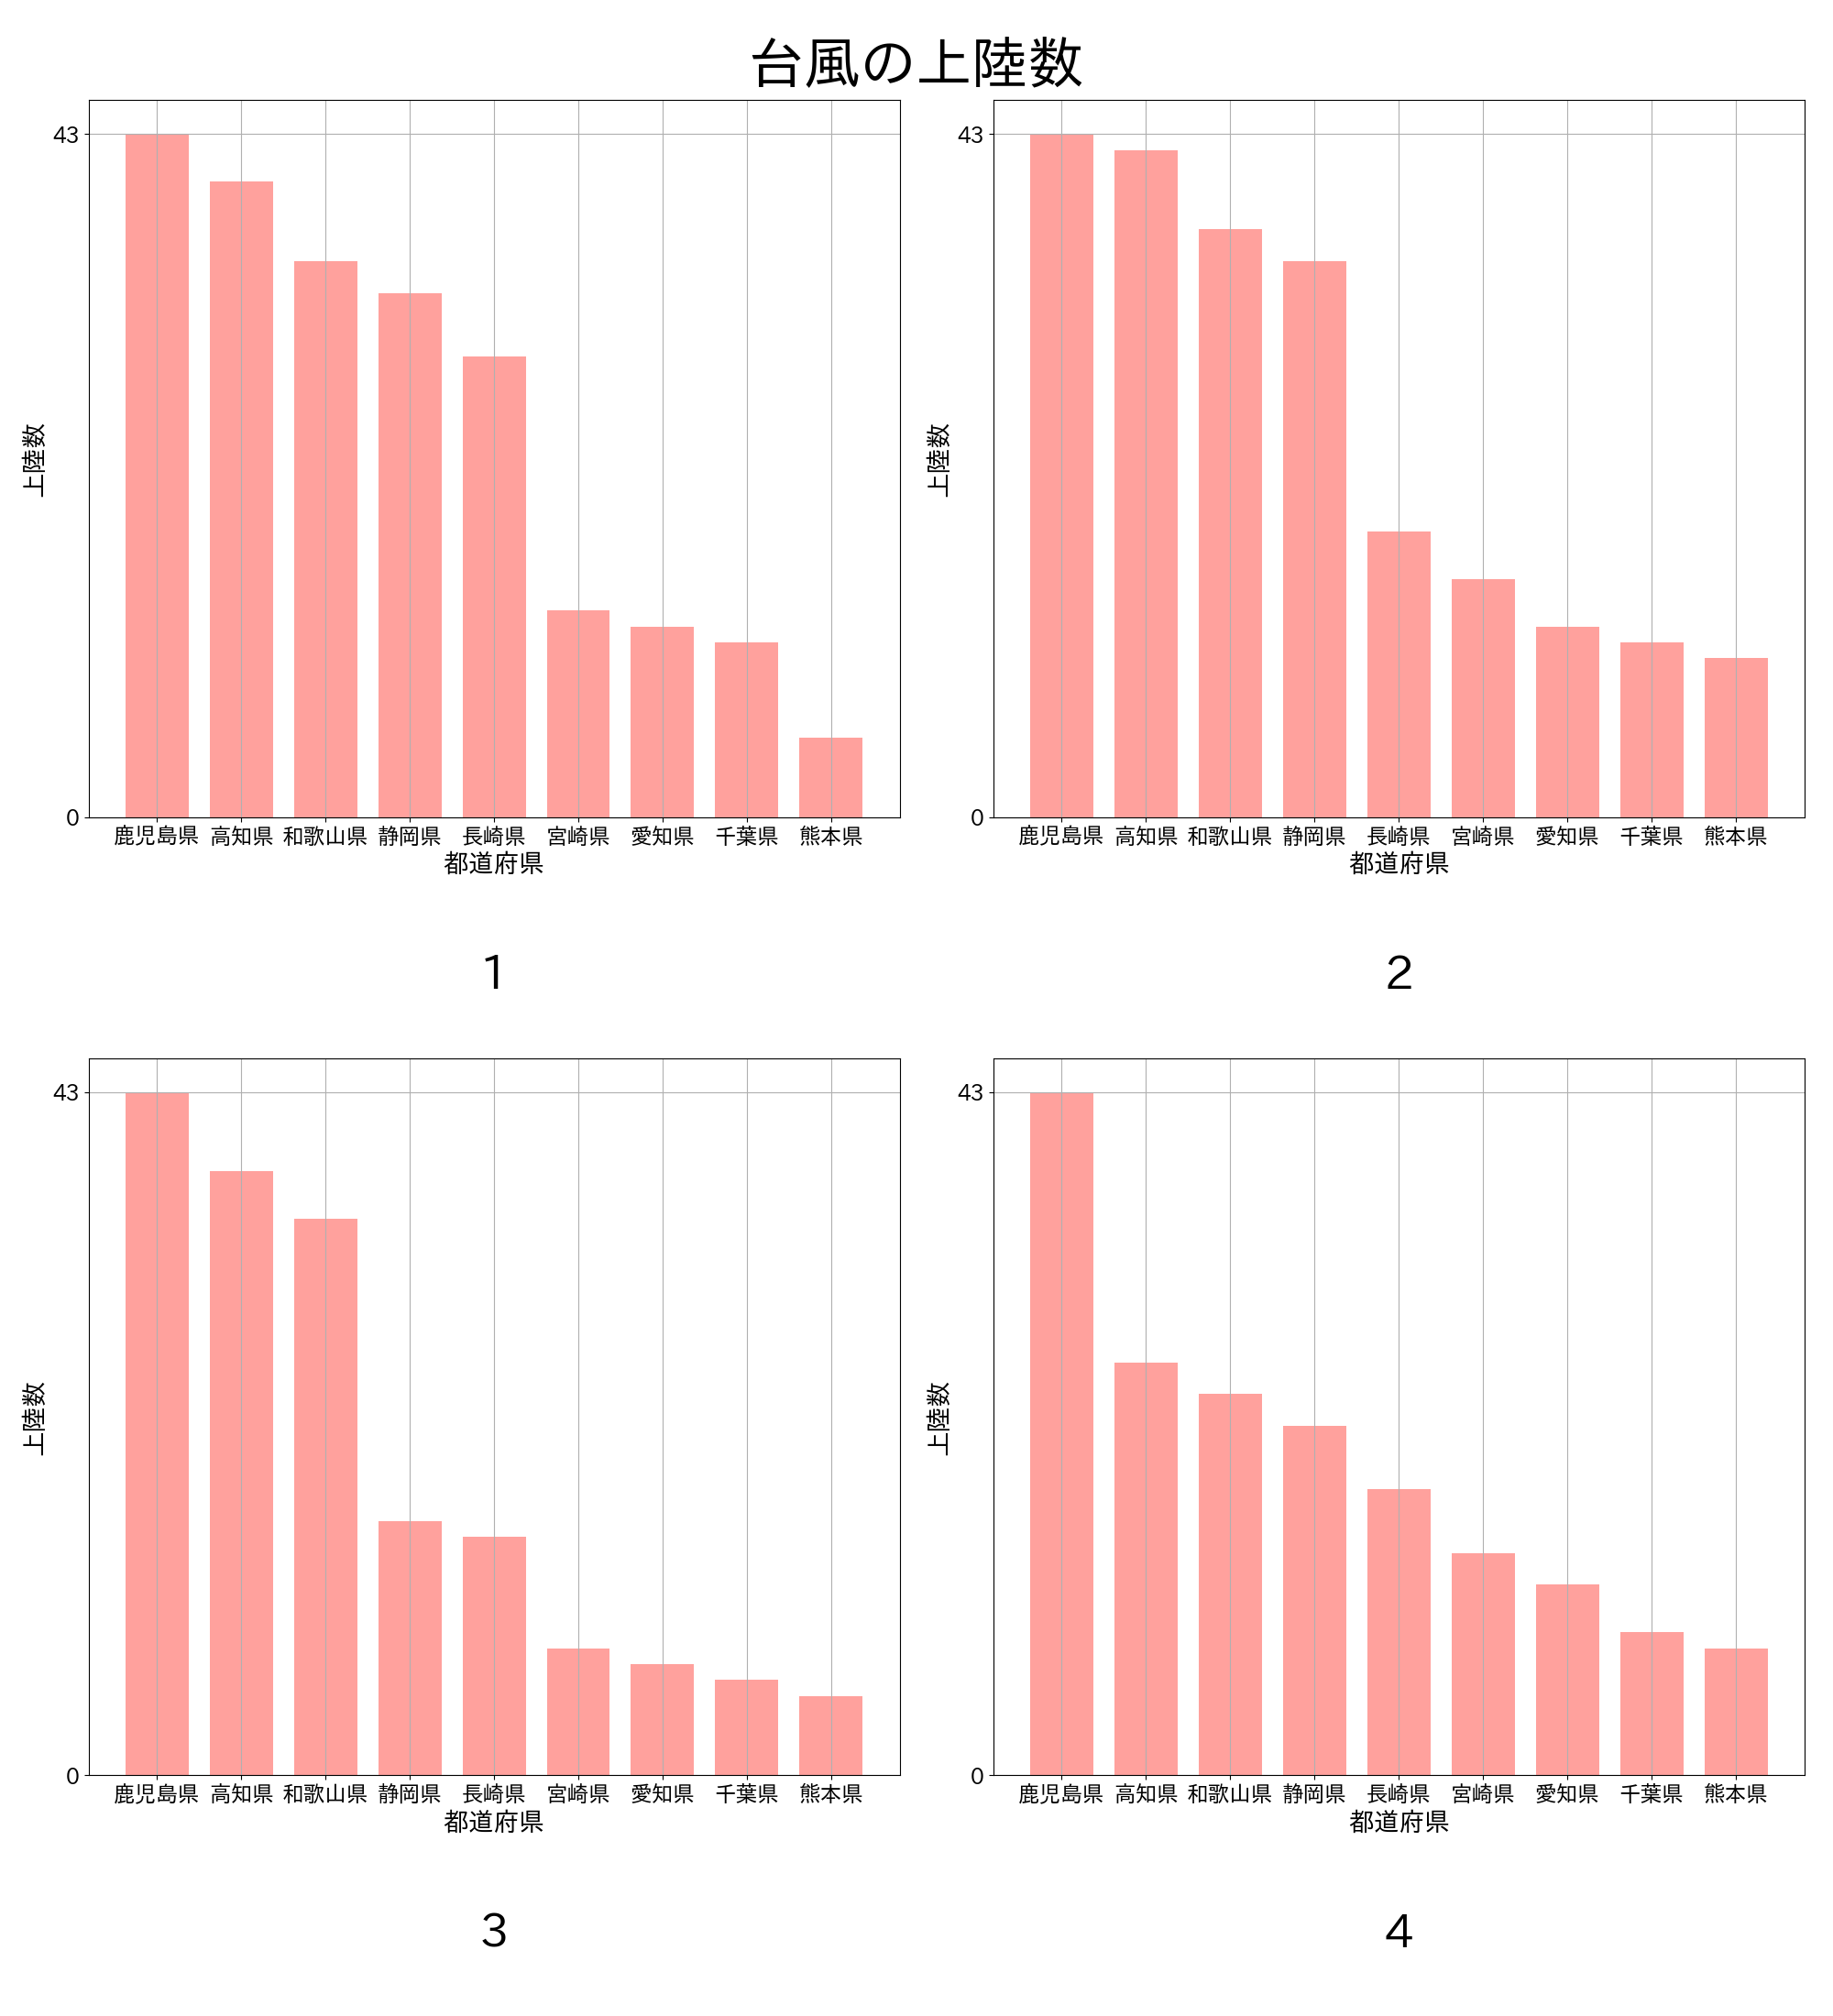 台風の上陸数
43
0
上陸数
鹿児島県 高知県 和歌山県 静岡県 長崎県 宮崎県 愛知県 千葉県 熊本県
都道府県
1
43
0
上陸数
鹿児島県 高知県 和歌山県 静岡県 長崎県 宮崎県 愛知県 千葉県 熊本県
都道府県
2
43
0
上陸数
鹿児島県 高知県 和歌山県 静岡県 長崎県 宮崎県 愛知県 千葉県 熊本県
都道府県
3
43
0
上陸数
鹿児島県 高知県 和歌山県 静岡県 長崎県 宮崎県 愛知県 千葉県 熊本県
都道府県
4